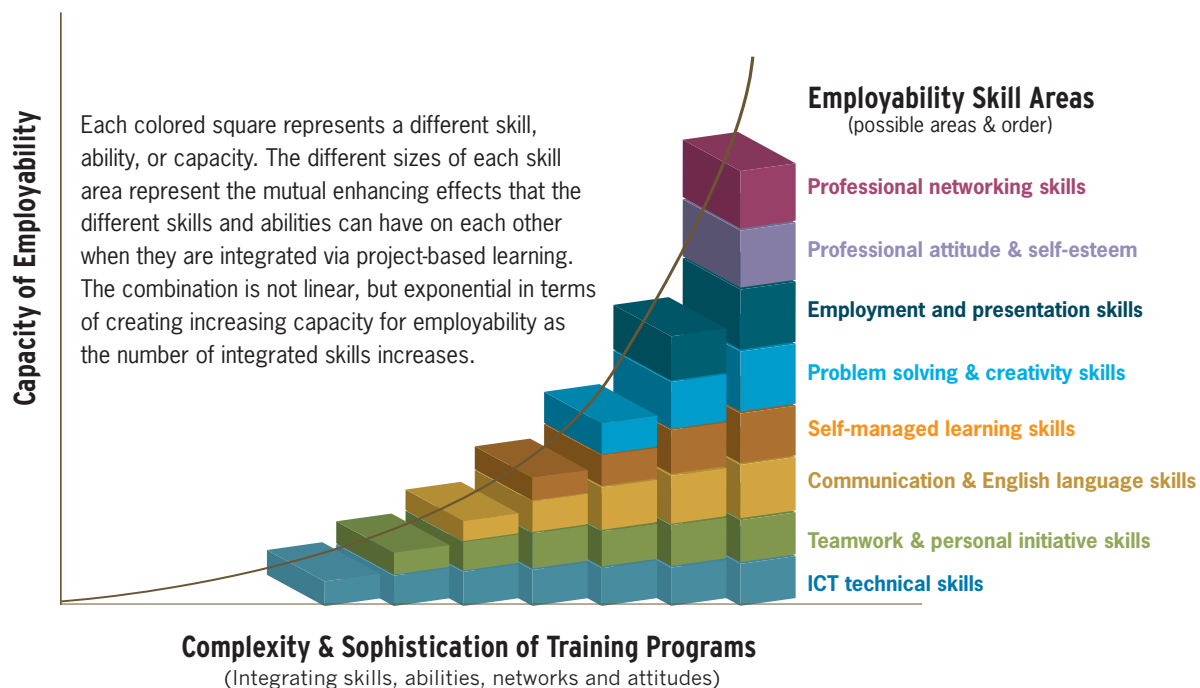 Capacity of Employability
Each colored square represents a different skill,
ability, or capacity. The different sizes of each skill
area represent the mutual enhancing effects that the
different skills and abilities can have on each other
when they are integrated via project-based learning.
The combination is not linear, but exponential in terms
of creating increasing capacity for employability as
the number of integrated skills increases.
Employability Skill Areas
(possible areas & order)
Professional networking skills
Professional attitude & self-esteem
Employment and presentation skills
Problem solving & creativity skills
Self-managed learning skills
Communication & English language skills
Teamwork & personal initiative skills
ICT technical skills
Complexity & Sophistication of Training Programs
(Integrating skills, abilities, networks and attitudes)